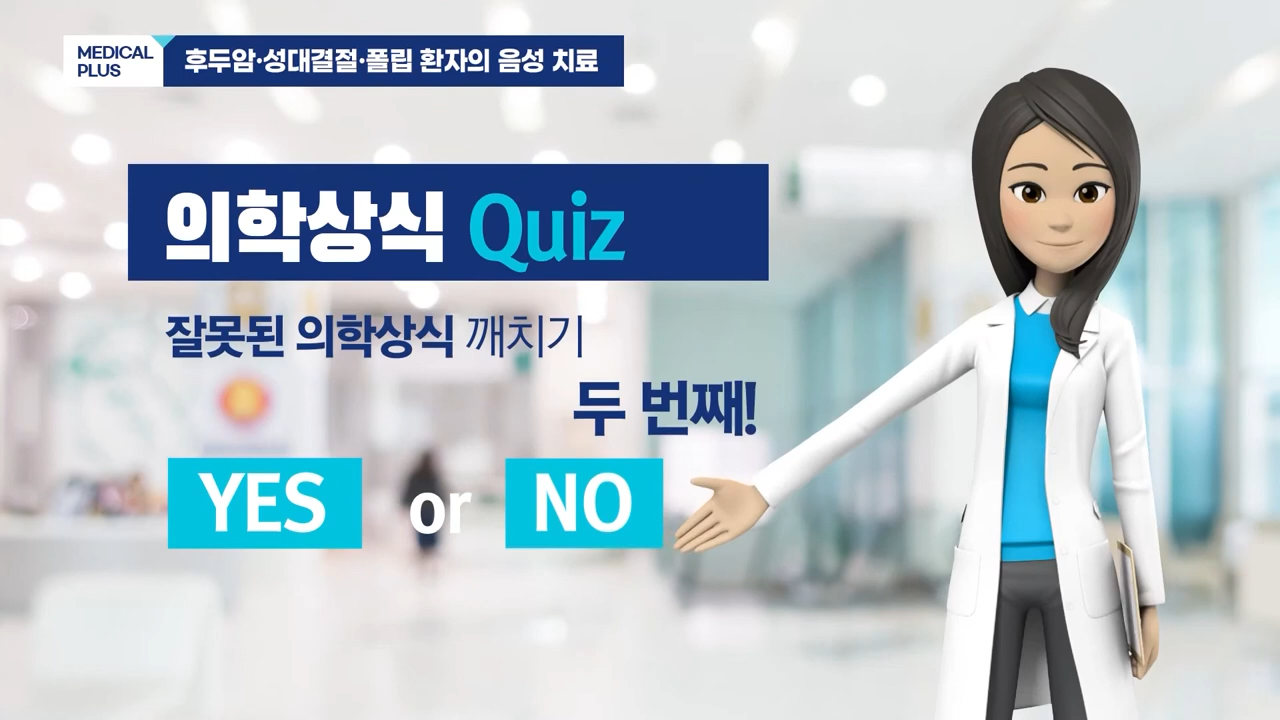 MEDICAL
PLUS
후두암·성대결절·폴립 환자의 음성 치료
의학상식 Quiz
잘못된 의학상식 깨치기
두 번째!
YES or NO